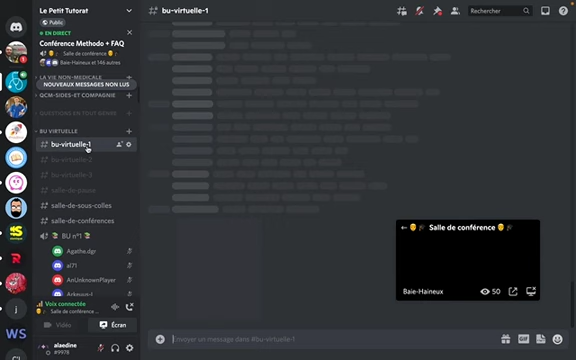 Le Petit Tutorat
Public
EN DIRECT
Conférence Methodo + FAQ
Salle de conférence
Baie-Haineux et 146 autres
LA VIE NON-MEDICALE
NOUVEAUX MESSAGES NON LUS
QCM-SIDES-ET COMPAGNIE
QUESTIONS EN TOUT GENRE
BU VIRTUELLE
bu-virtuelle-1
bu-virtuelle-2
bu-virtuelle-3
salle-de-pause
salle-de-sous-colles
salle-de-conférences
BU n°1
Agathe.dgr
al71
AnUnknownPlayer
Voix connectée
Salle de conférence
Vidéo
Écran
alaedine
#9978
bu-virtuelle-1
Rechercher
Salle de conférence
Baie-Haineux
50
Envoyer un message dans #bu-virtuelle-1
GIF
WS